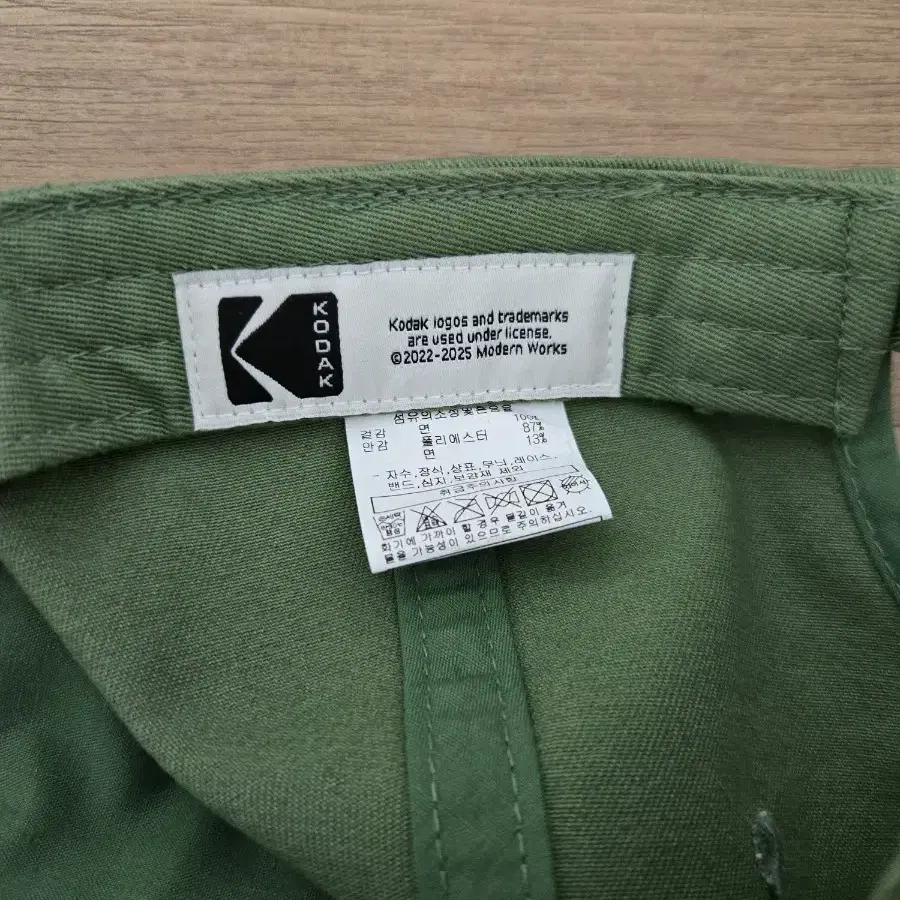 KODAK
Kodak logos and trademarks
are used under license.
©2022-2025 Modern Works
섬유의조성및혼용율
겉감 면 100%
안감 폴리에스터 87%
면 13%
- 자수,장식,상표,무늬,레이스,
밴드,심지,보강재 제외
취급주의사항
화기에 가까이 할 경우 불길이 옮겨
붙을 가능성이 있으므로 주의하십시오.